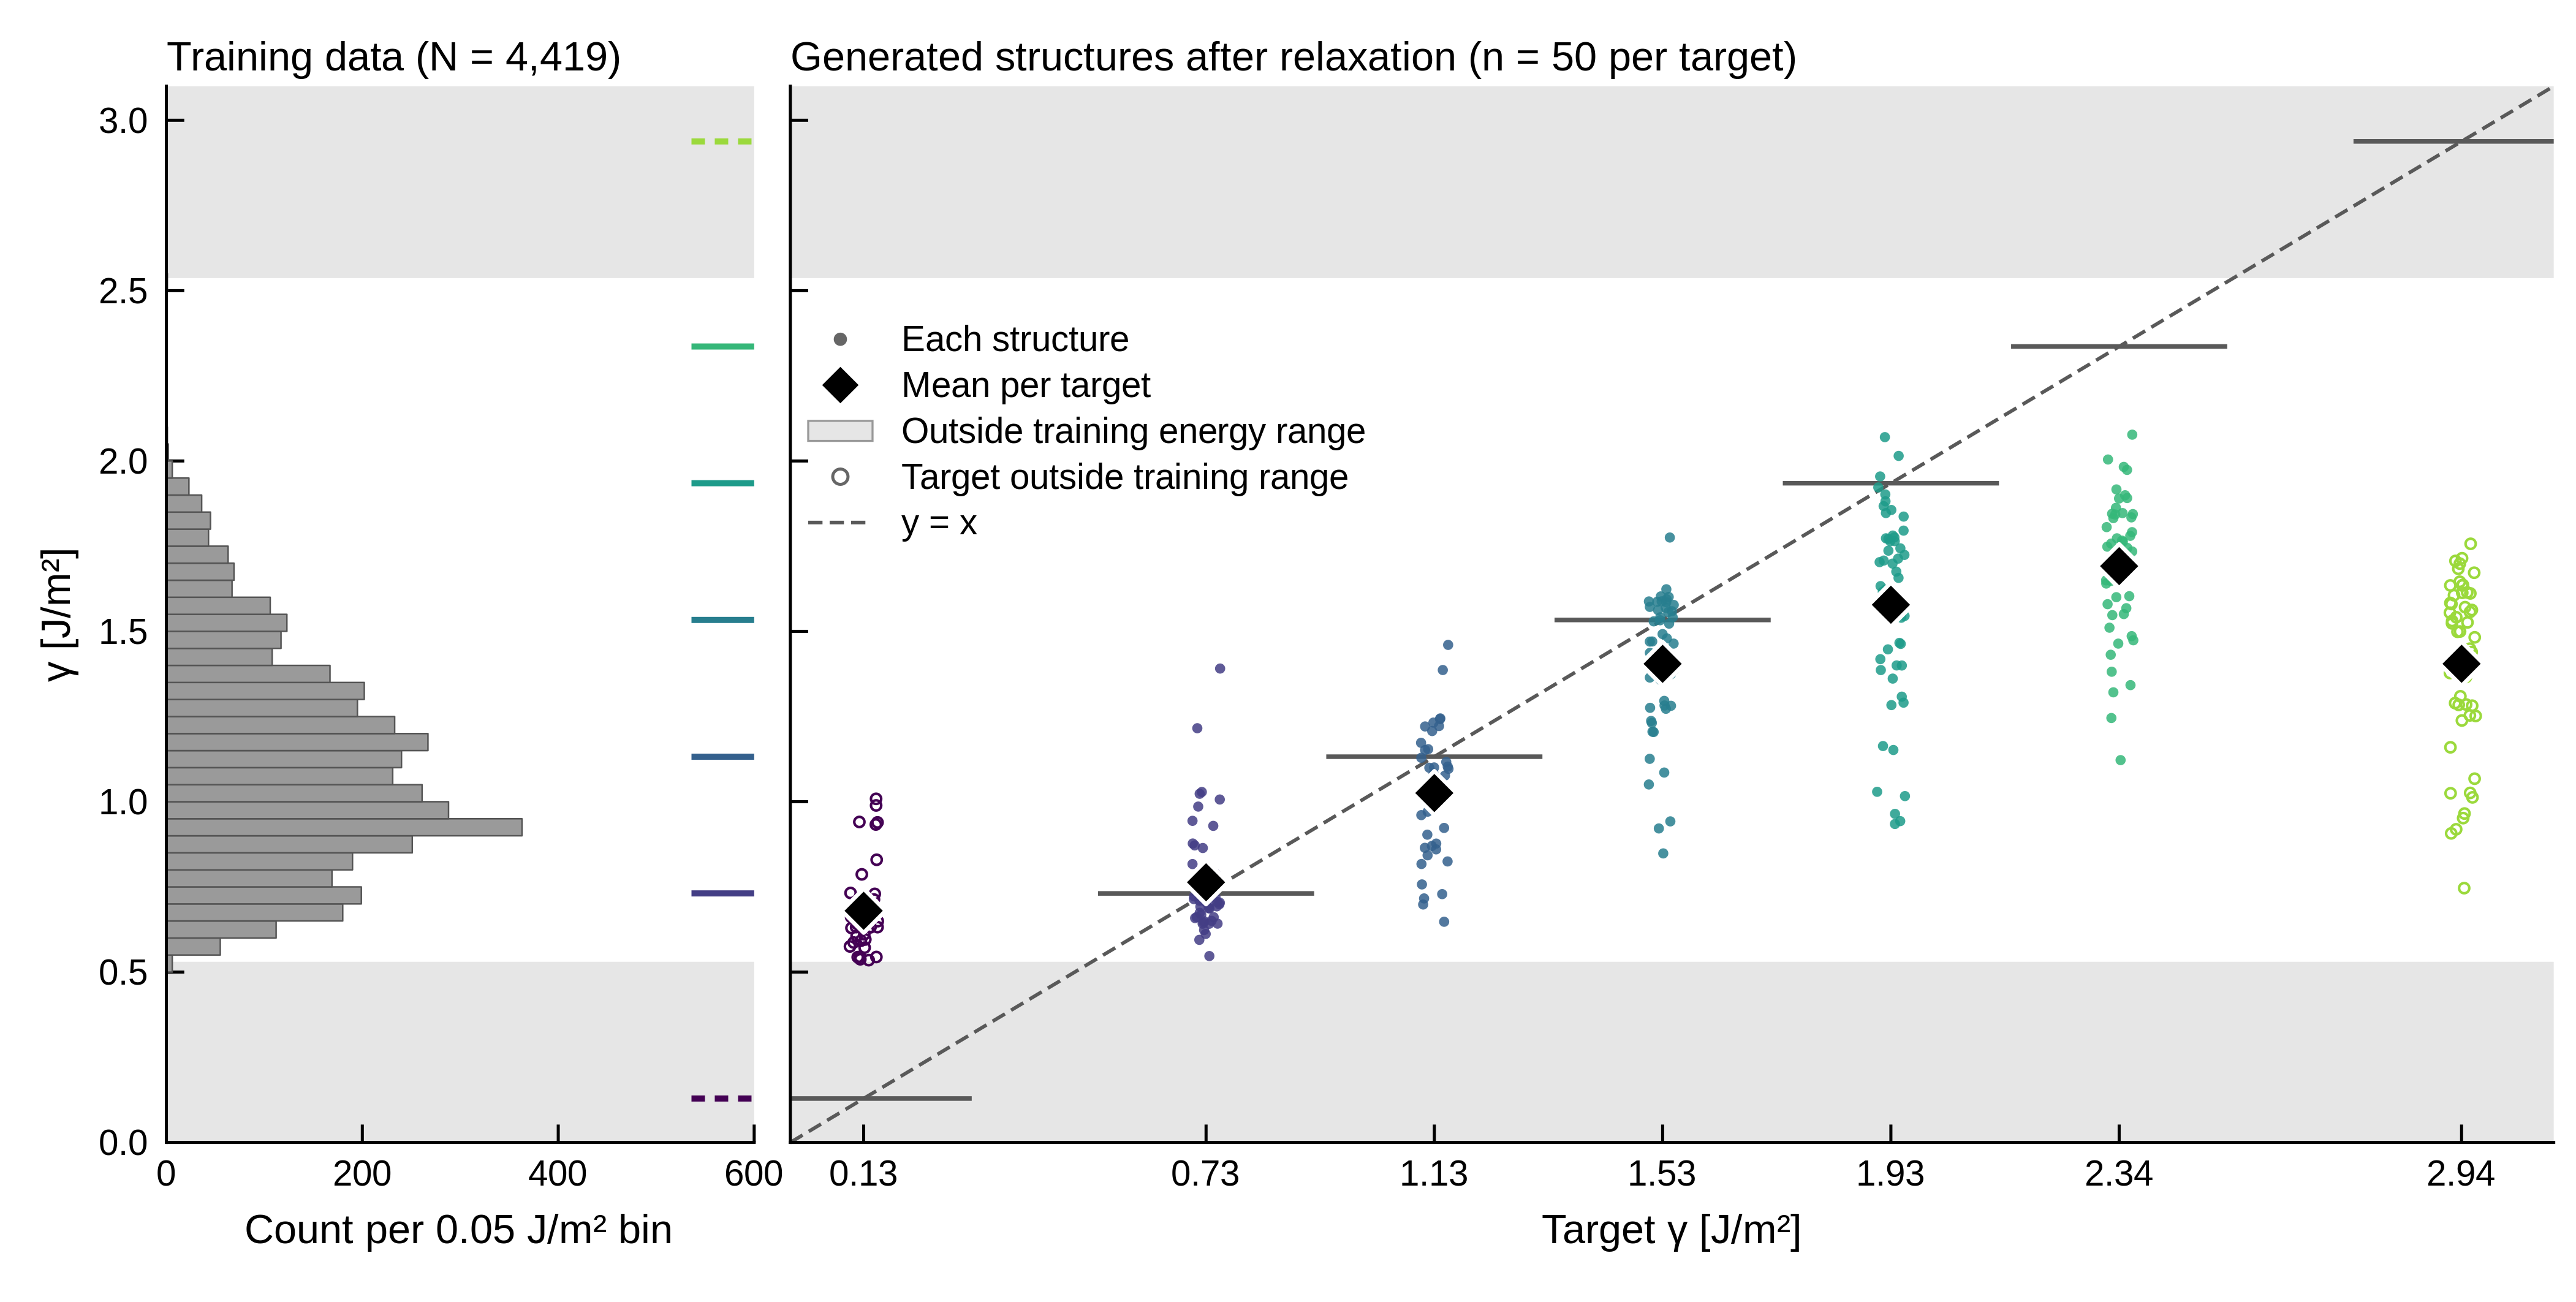 Training data (N = 4,419)
Generated structures after relaxation (n = 50 per target)
γ [J/m²]
3.0
2.5
2.0
1.5
1.0
0.5
0.0
0
200
400
600
Count per 0.05 J/m² bin
Each structure
Mean per target
Outside training energy range
Target outside training range
y = x
0.13
0.73
1.13
1.53
1.93
2.34
2.94
Target γ [J/m²]